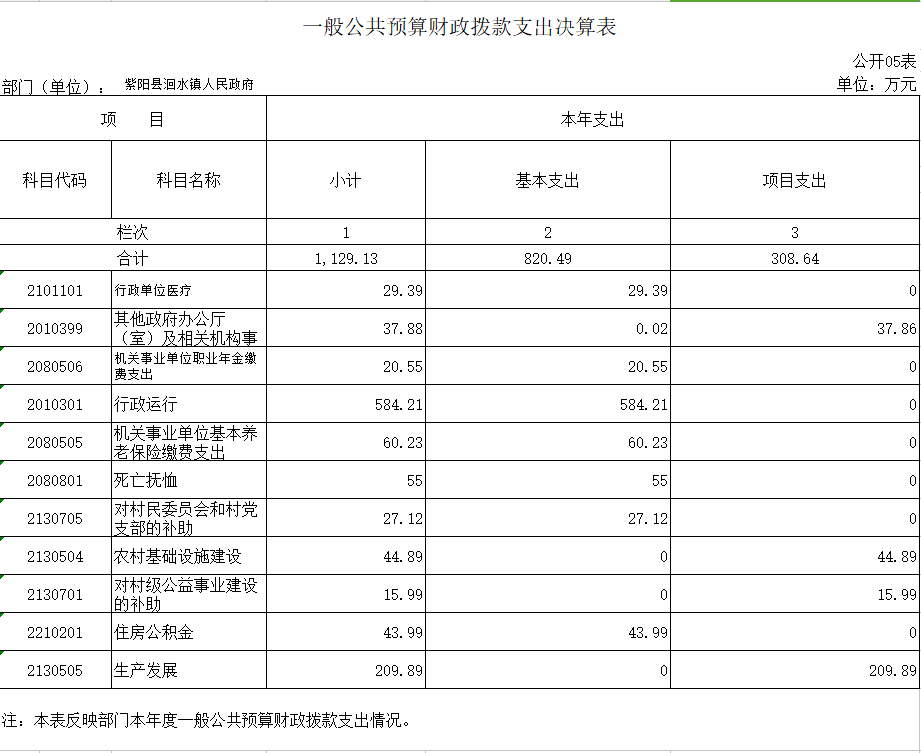 一般公共预算财政拨款支出决算表
公开05表
部门（单位）： 紫阳县洄水镇人民政府 单位：万元
项 目 本年支出
科目代码 科目名称 小计 基本支出 项目支出
栏次 1 2 3
合计 1,129.13 820.49 308.64
2101101 行政单位医疗 29.39 29.39 0
2010399 其他政府办公厅
（室）及相关机构事 37.88 0.02 37.86
2080506 机关事业单位职业年金缴
费支出 20.55 20.55 0
2010301 行政运行 584.21 584.21 0
2080505 机关事业单位基本养
老保险缴费支出 60.23 60.23 0
2080801 死亡抚恤 55 55 0
2130705 对村民委员会和村党
支部的补助 27.12 27.12 0
2130504 农村基础设施建设 44.89 0 44.89
2130701 对村级公益事业建设
的补助 15.99 0 15.99
2210201 住房公积金 43.99 43.99 0
2130505 生产发展 209.89 0 209.89
注：本表反映部门本年度一般公共预算财政拨款支出情况。